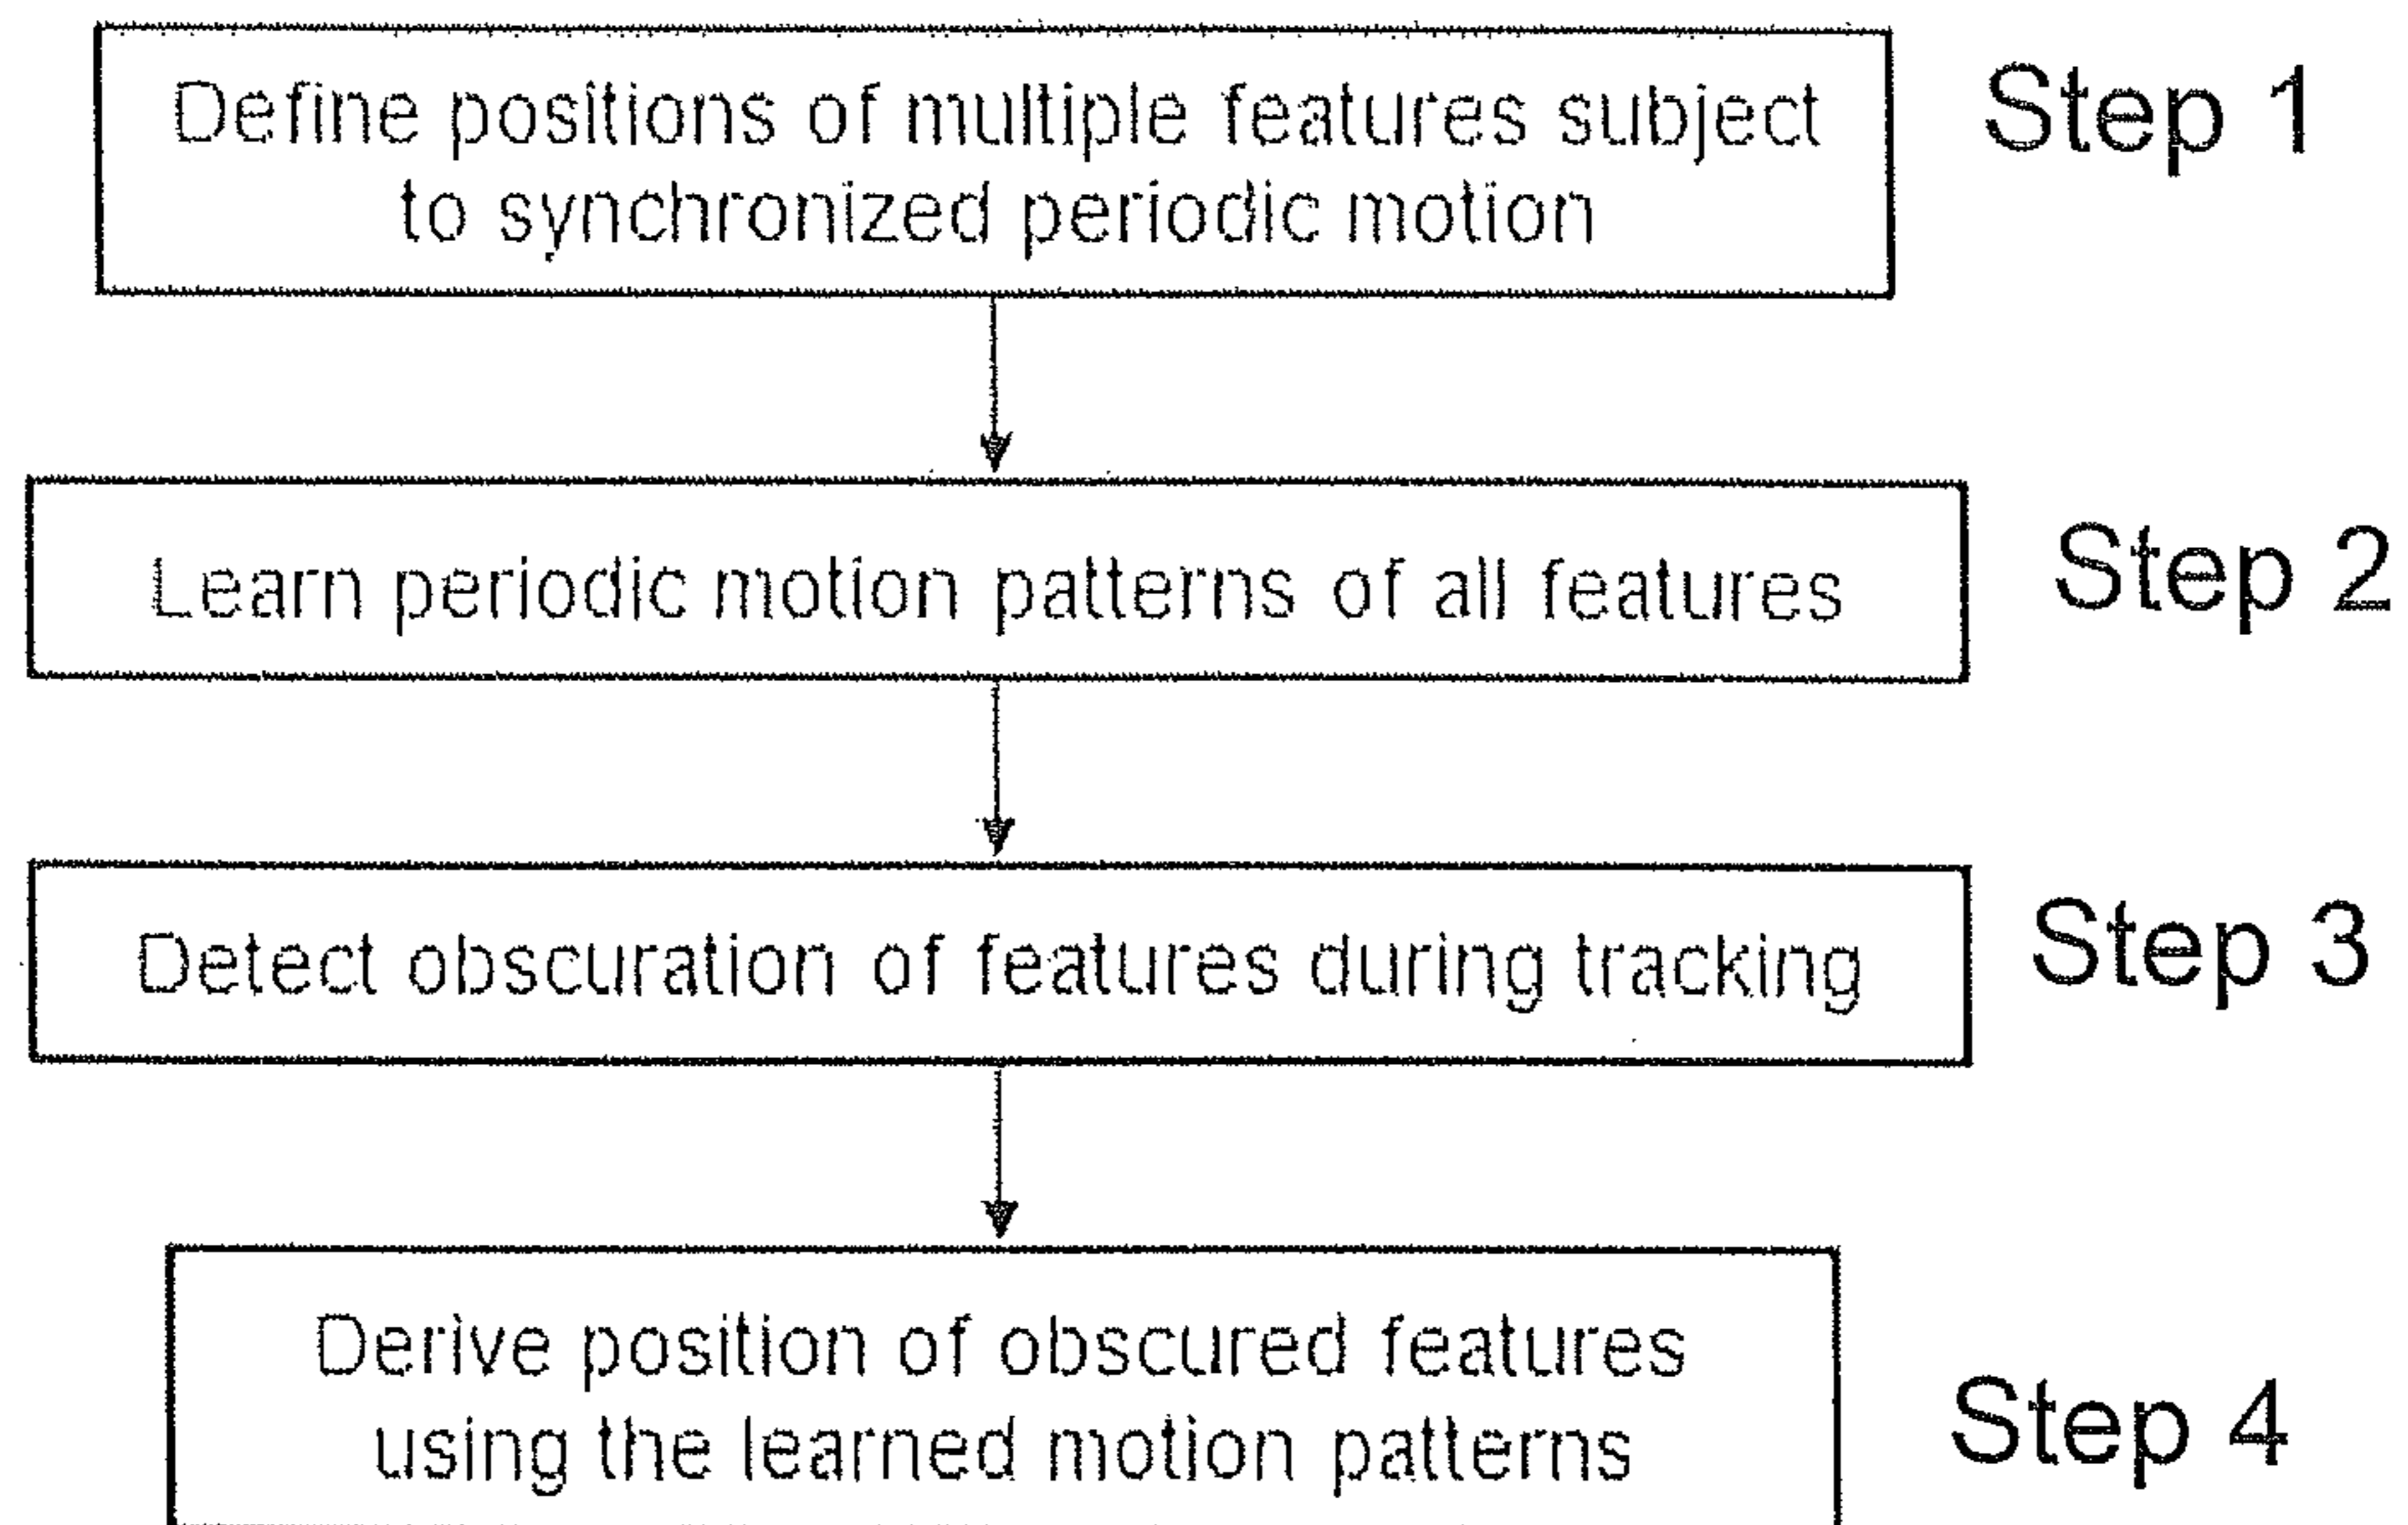 Define positions of multiple features subject
to synchronized periodic motion
Step 1
Learn periodic motion patterns of all features
Step 2
Detect obscuration of features during tracking
Step 3
Derive position of obscured features
using the learned motion patterns
Step 4